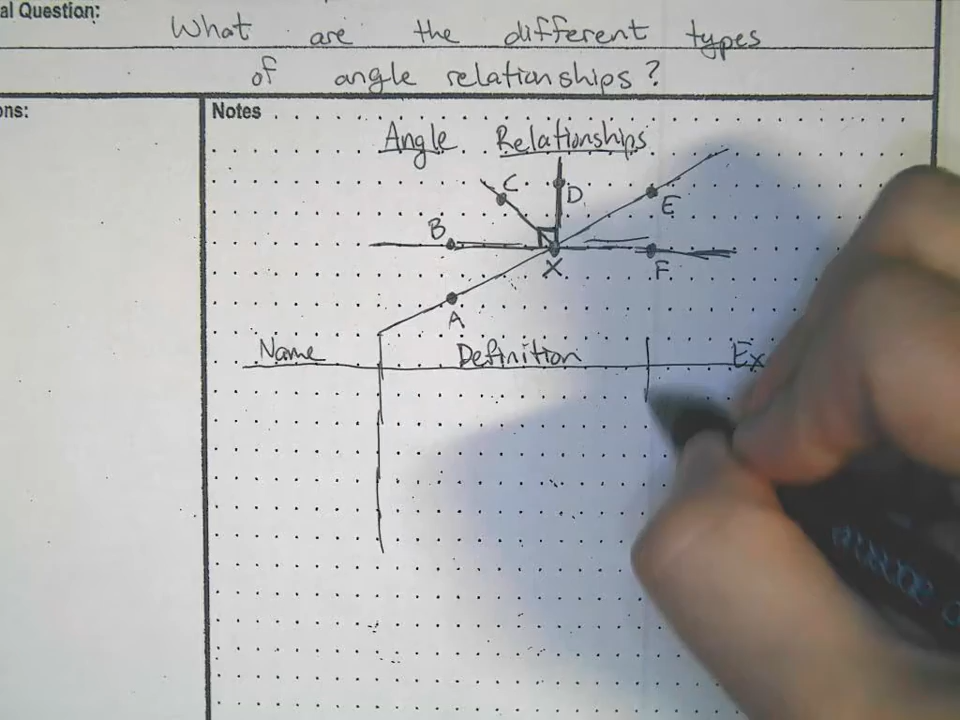 al Question:
What are the different types
of angle relationships?
ons:
Notes
Angle Relationships
C
D
E
B
X
F
A
Name Definition Ex